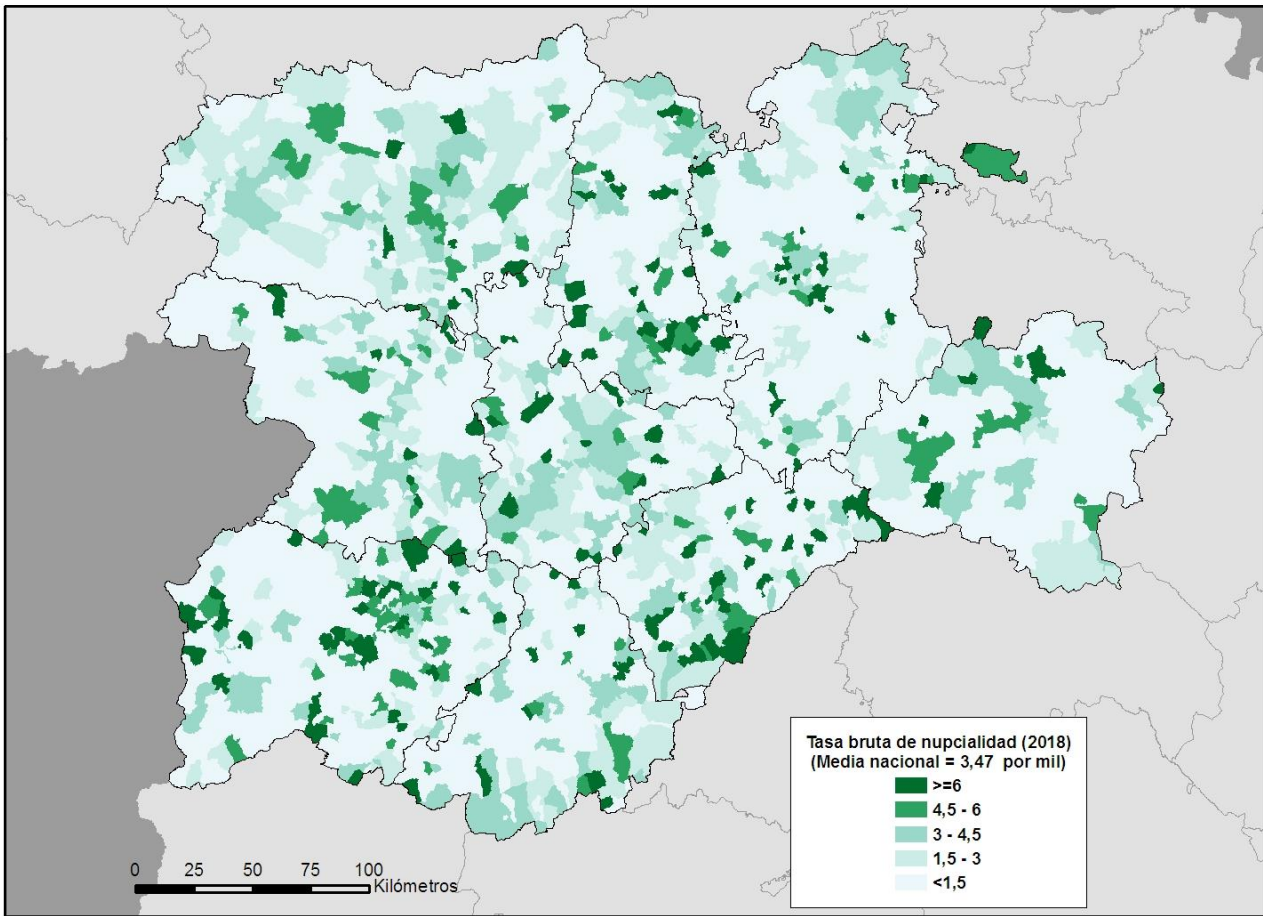 Tasa bruta de nupcialidad (2018)
(Media nacional = 3,47 por mil)
>=6
4,5 - 6
3 - 4,5
1,5 - 3
<1,5
0 25 50 75 100
Kilómetros